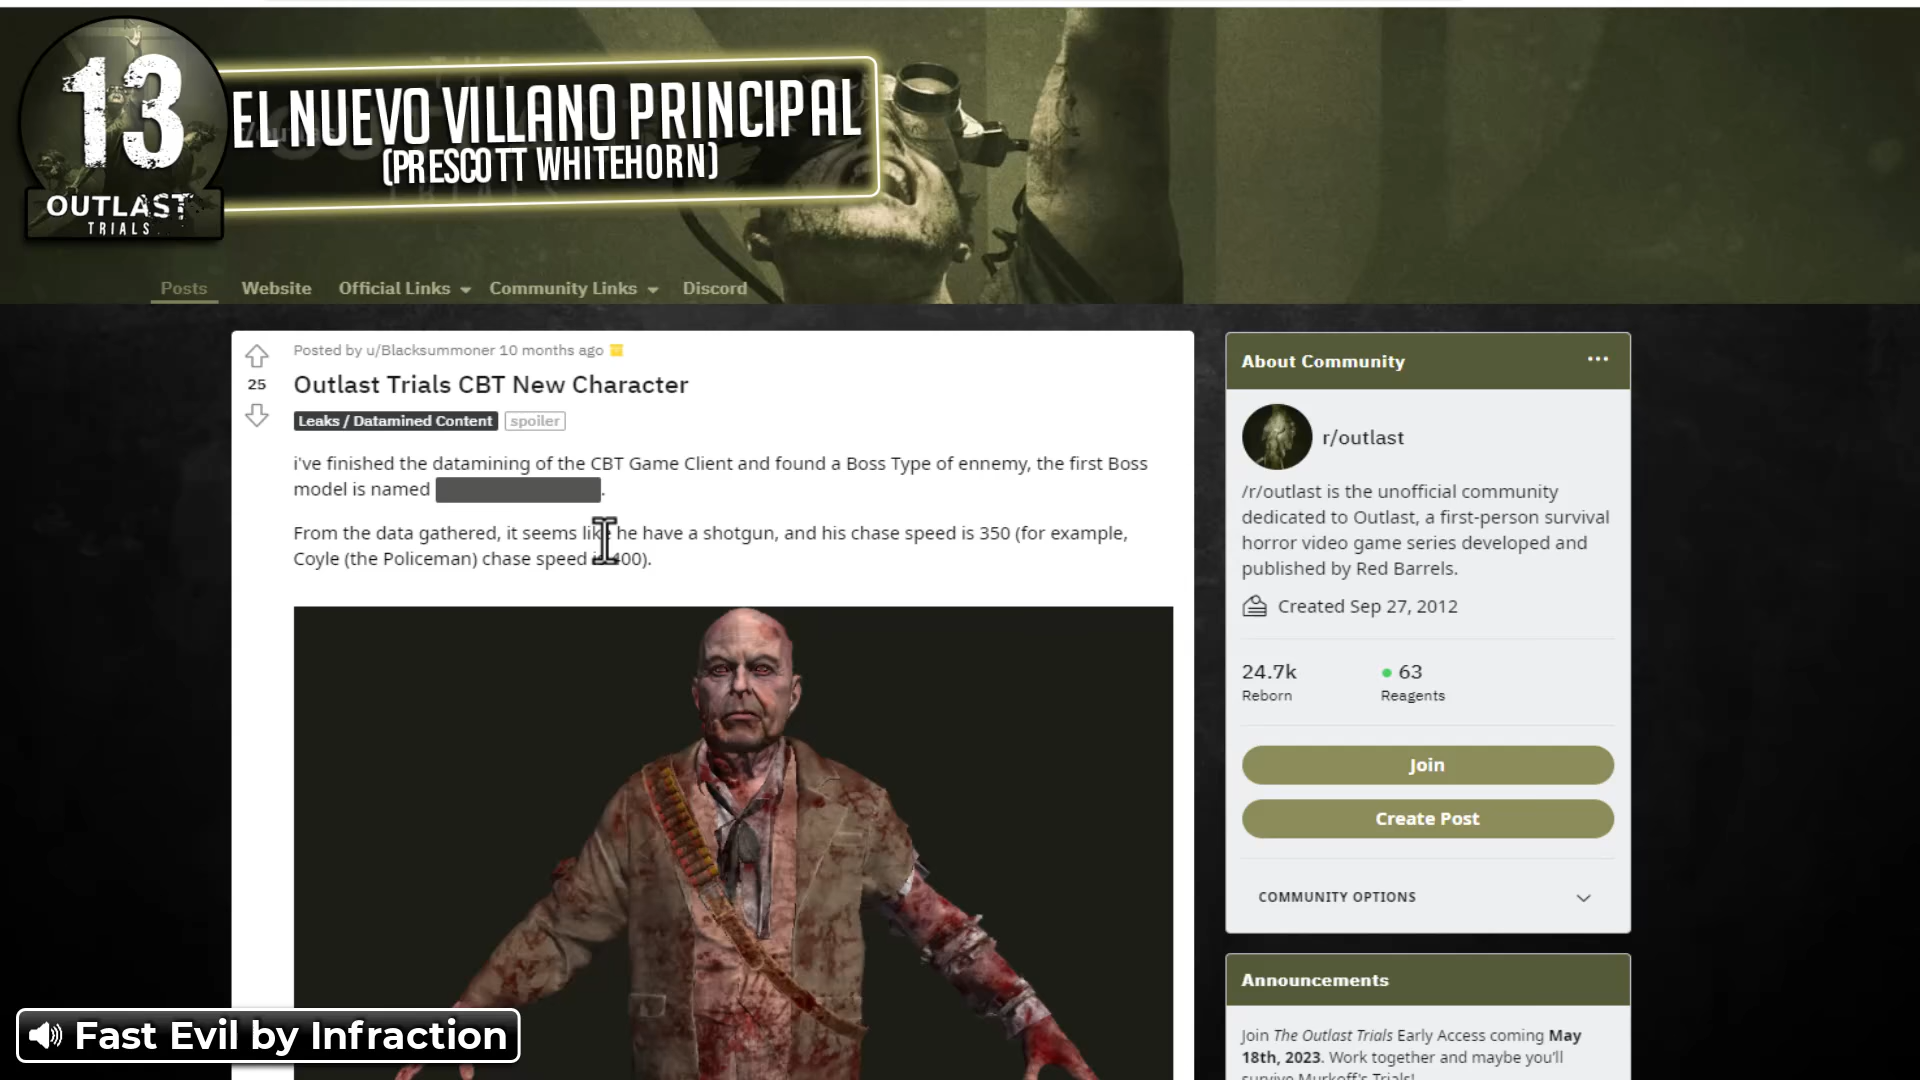 13
OUTLAST
TRIALS
EL NUEVO VILLANO PRINCIPAL
(PRESCOTT WHITEHORN)
Posts
Website
Official Links
Community Links
Discord
Posted by u/Blacksummoner 10 months ago
25
Outlast Trials CBT New Character
Leaks / Datamined Content
spoiler
i've finished the datamining of the CBT Game Client and found a Boss Type of ennemy, the first Boss
model is named .
From the data gathered, it seems like he have a shotgun, and his chase speed is 350 (for example,
Coyle (the Policeman) chase speed is 400).
About Community
r/outlast
/r/outlast is the unofficial community
dedicated to Outlast, a first-person survival
horror video game series developed and
published by Red Barrels.
Created Sep 27, 2012
24.7k
63
Reborn
Reagents
Join
Create Post
COMMUNITY OPTIONS
Announcements
Join The Outlast Trials Early Access coming May
18th, 2023. Work together and maybe you'll
survive Murkoff's Trials!
Fast Evil by Infraction